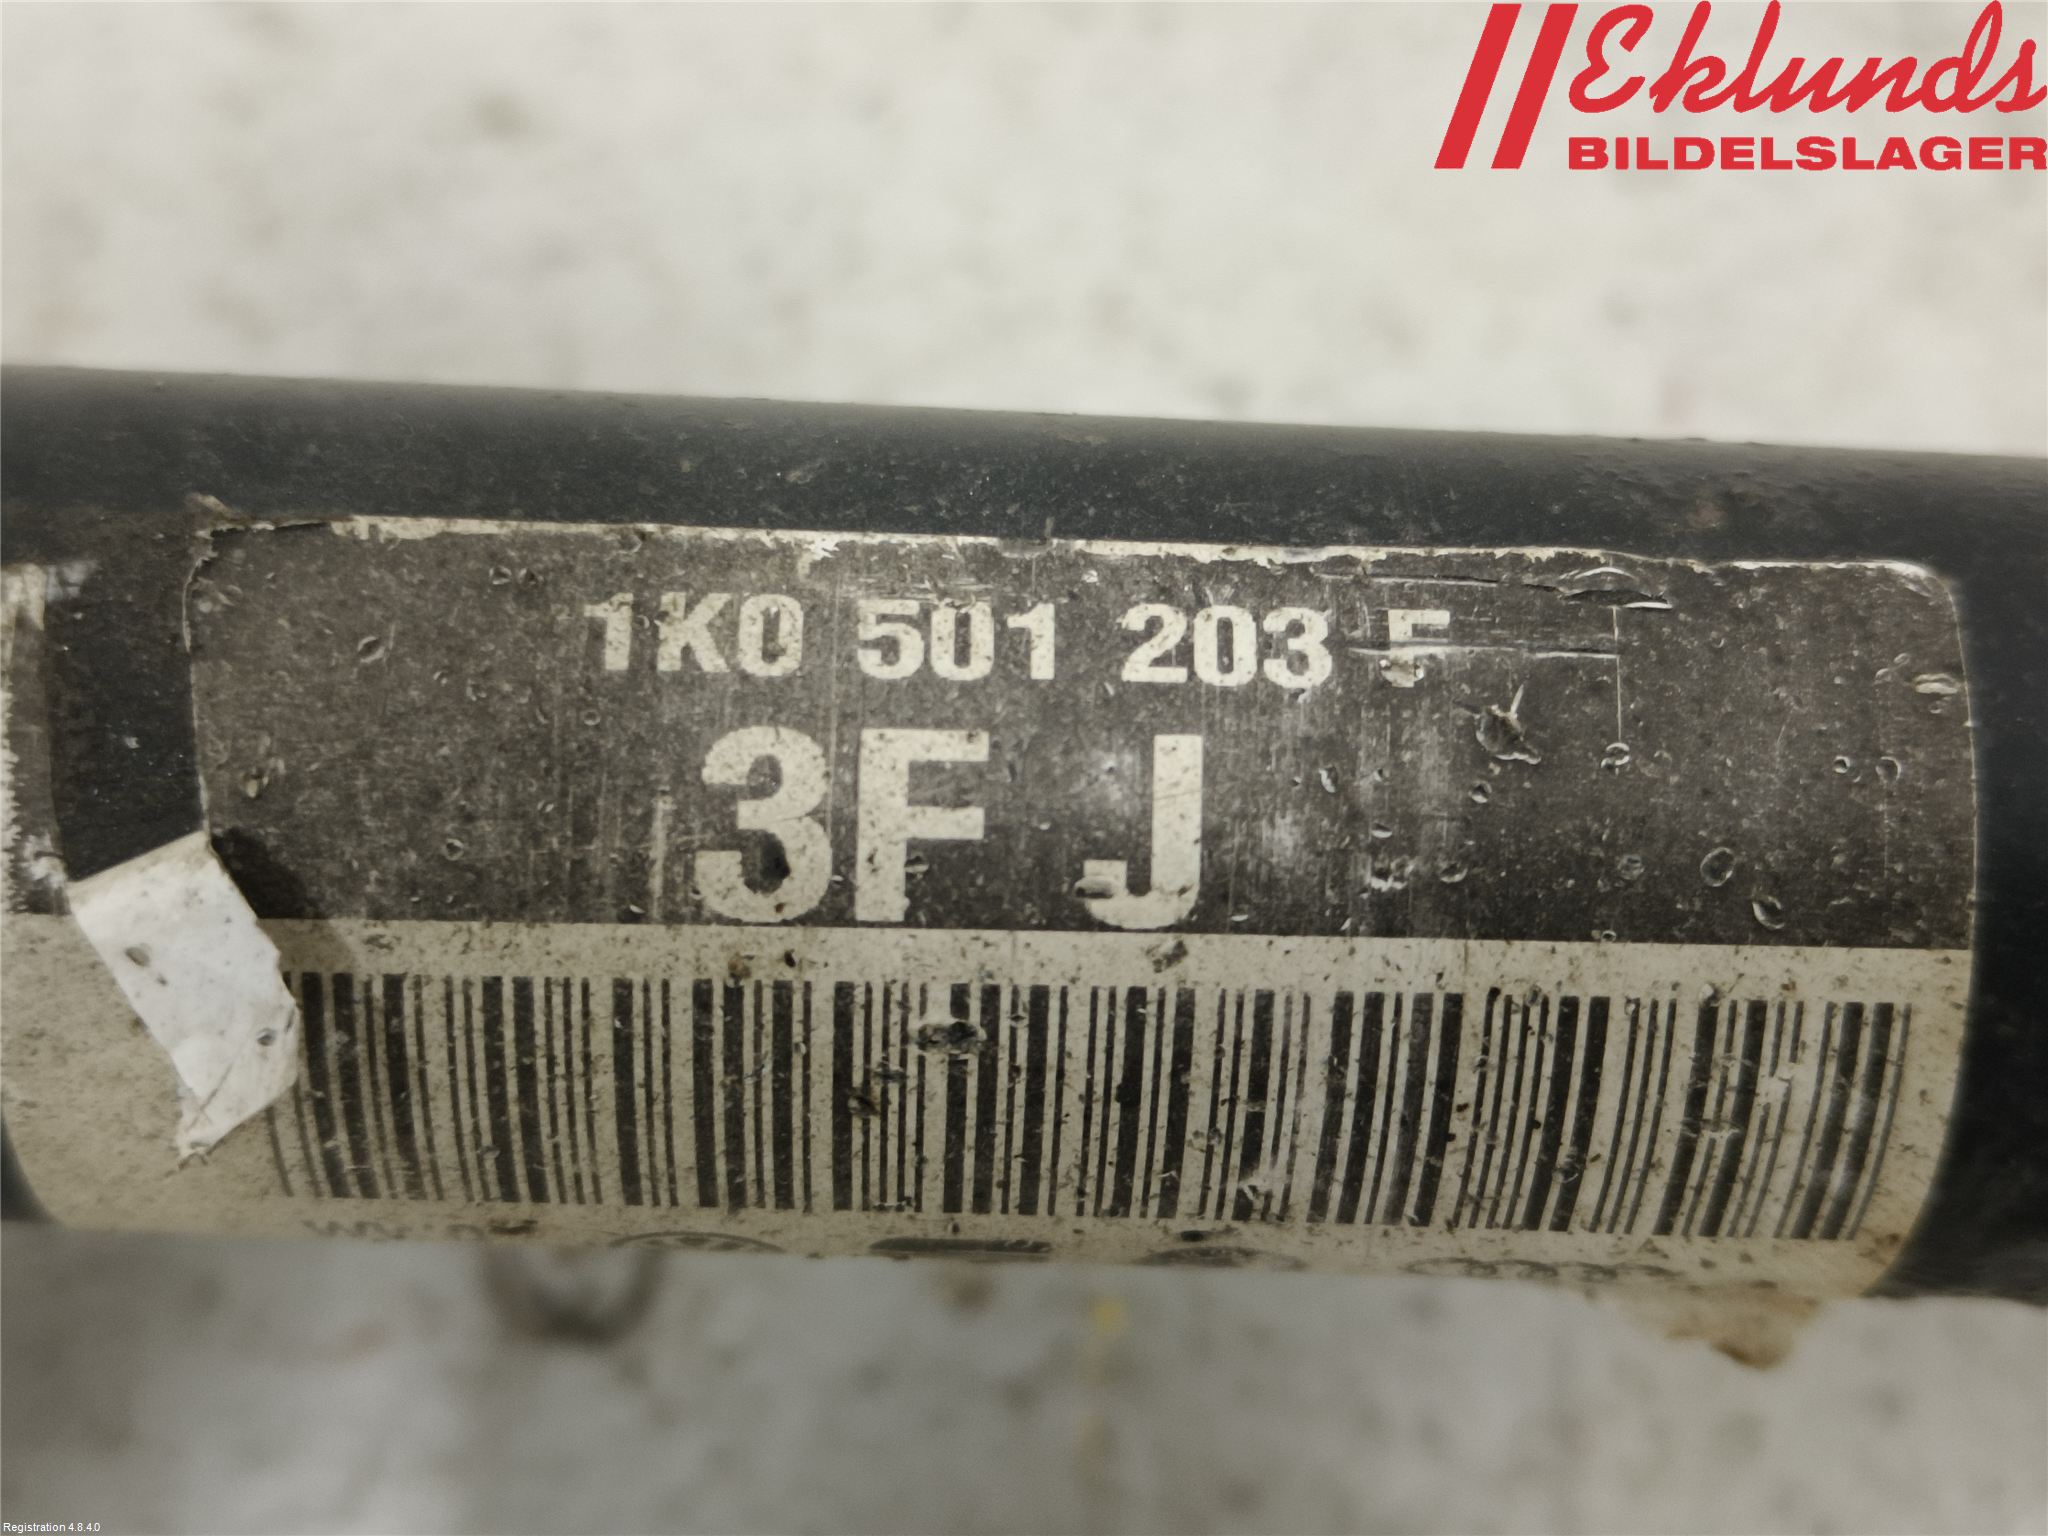 Eklunds
BILDELSLAGER
1K0 501 203 F
3F J
Registration 4.8.4.0